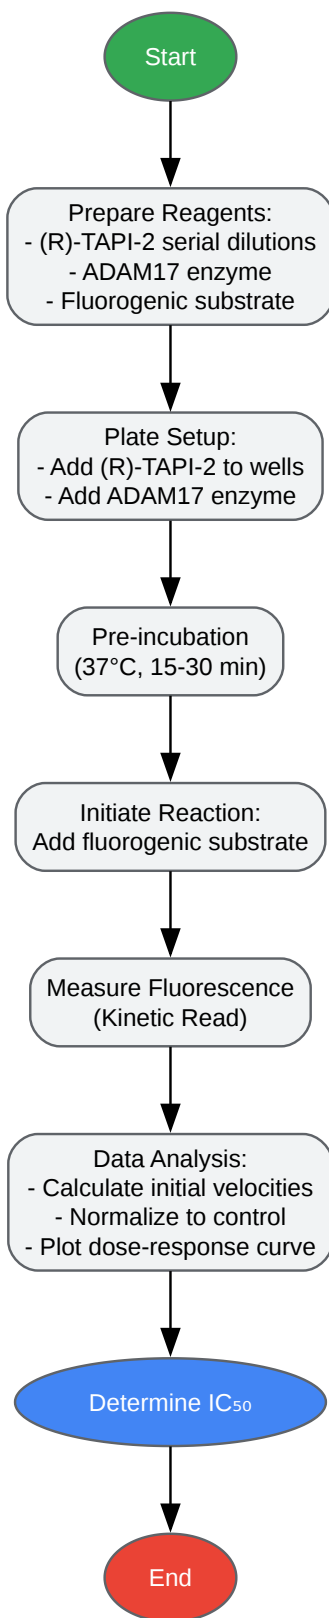 Start
Prepare Reagents:
- (R)-TAPI-2 serial dilutions
- ADAM17 enzyme
- Fluorogenic substrate
Plate Setup:
- Add (R)-TAPI-2 to wells
- Add ADAM17 enzyme
Pre-incubation
(37°C, 15-30 min)
Initiate Reaction:
Add fluorogenic substrate
Measure Fluorescence
(Kinetic Read)
Data Analysis:
- Calculate initial velocities
- Normalize to control
- Plot dose-response curve
Determine IC₅₀
End